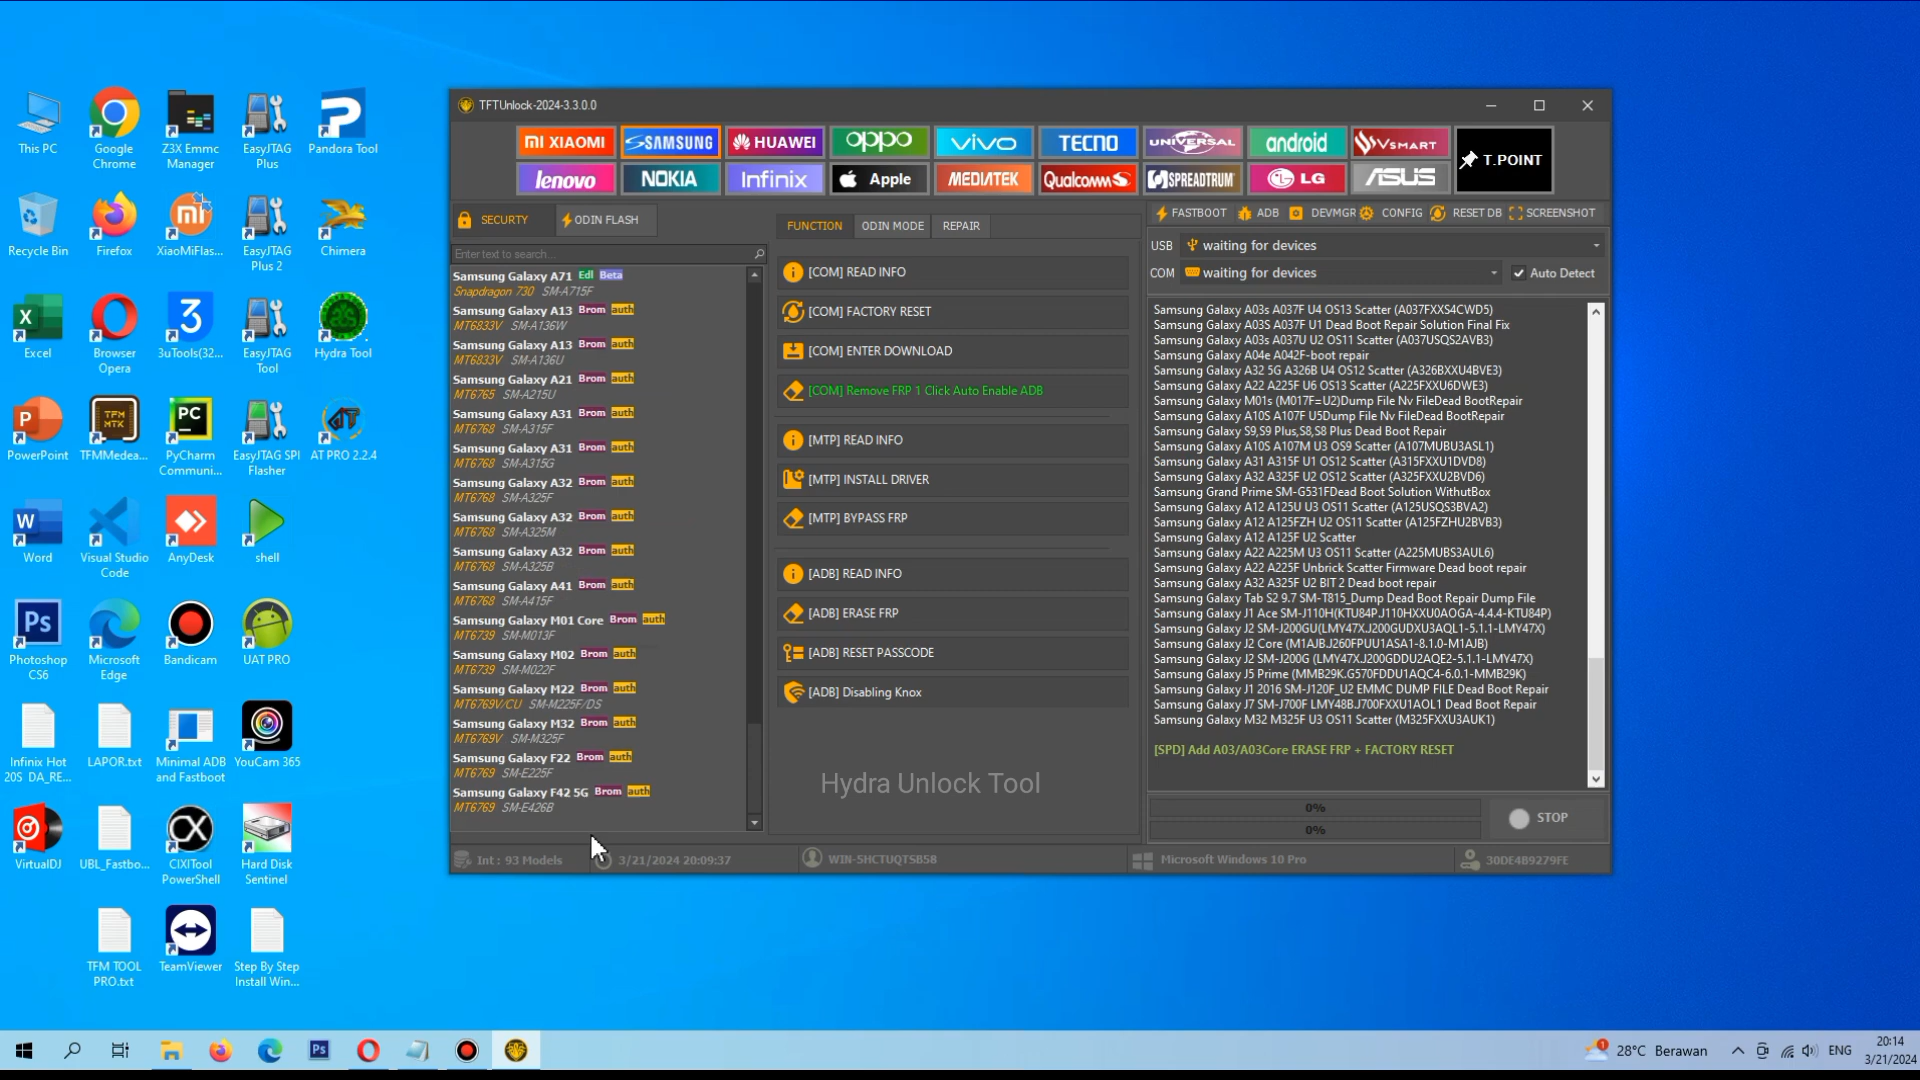 This PC
Google
Chrome
Z3X Emmc
Manager
EasyJTAG
Plus
Pandora Tool
Recycle Bin
Firefox
XiaoMiFlas...
EasyJTAG
Plus 2
Chimera
Excel
Browser
Opera
3uTools(32...
EasyJTAG
Tool
Hydra Tool
PowerPoint
TFM
MTK
TFMMedea...
PC
PyCharm
Communi...
EasyJTAG SPI
Flasher
AT PRO 2.2.4
Word
Visual Studio
Code
AnyDesk
shell
Ps
Photoshop
CS6
Microsoft
Edge
Bandicam
UAT PRO
Infinix Hot
20S DA_RE...
LAPOR.txt
Minimal ADB
and Fastboot
YouCam 365
VirtualDJ
UBL_Fastbo...
CIXITool
PowerShell
Hard Disk
Sentinel
TFM TOOL
PRO.txt
TeamViewer
Step By Step
Install Win...
TFTUnlock-2024-3.3.0.0
MI XIAOMI
SAMSUNG
HUAWEI
oppo
vivo
TECNO
UNIVERSAL
android
VSMART
T.POINT
lenovo
NOKIA
Infinix
Apple
MEDIATEK
Qualcomm
SPREADTRUM
LG
ASUS
SECURTY
ODIN FLASH
Enter text to search...
Samsung Galaxy A71 Edl Beta
Snapdragon 730 SM-A715F
Samsung Galaxy A13 Brom auth
MT6833V SM-A136W
Samsung Galaxy A13 Brom auth
MT6833V SM-A136U
Samsung Galaxy A21 Brom auth
MT6765 SM-A215U
Samsung Galaxy A31 Brom auth
MT6768 SM-A315F
Samsung Galaxy A31 Brom auth
MT6768 SM-A315G
Samsung Galaxy A32 Brom auth
MT6768 SM-A325F
Samsung Galaxy A32 Brom auth
MT6768 SM-A325M
Samsung Galaxy A32 Brom auth
MT6768 SM-A325B
Samsung Galaxy A41 Brom auth
MT6768 SM-A415F
Samsung Galaxy M01 Core Brom auth
MT6739 SM-M013F
Samsung Galaxy M02 Brom auth
MT6739 SM-M022F
Samsung Galaxy M22 Brom auth
MT6769V/CU SM-M225F/DS
Samsung Galaxy M32 Brom auth
MT6769V SM-M325F
Samsung Galaxy F22 Brom auth
MT6769 SM-E225F
Samsung Galaxy F42 5G Brom auth
MT6769 SM-E426B
FUNCTION
ODIN MODE
REPAIR
[COM] READ INFO
[COM] FACTORY RESET
[COM] ENTER DOWNLOAD
[COM] Remove FRP 1 Click Auto Enable ADB
[MTP] READ INFO
[MTP] INSTALL DRIVER
[MTP] BYPASS FRP
[ADB] READ INFO
[ADB] ERASE FRP
[ADB] RESET PASSCODE
[ADB] Disabling Knox
Hydra Unlock Tool
FASTBOOT
ADB
DEVMGR
CONFIG
RESET DB
SCREENSHOT
USB waiting for devices
COM waiting for devices
Auto Detect
Samsung Galaxy A03s A037F U4 OS13 Scatter (A037FXXS4CWD5)
Samsung Galaxy A03S A037F U1 Dead Boot Repair Solution Final Fix
Samsung Galaxy A03s A037U U2 OS11 Scatter (A037USQS2AVB3)
Samsung Galaxy A04e A042F-boot repair
Samsung Galaxy A32 5G A326B U4 OS12 Scatter (A326BXXU4BVE3)
Samsung Galaxy A22 A225F U6 OS13 Scatter (A225FXXU6DWE3)
Samsung Galaxy M01s (M017F=U2)Dump File Nv FileDead BootRepair
Samsung Galaxy A10S A107F U5Dump File Nv FileDead BootRepair
Samsung Galaxy S9,S9 Plus,S8,S8 Plus Dead Boot Repair
Samsung Galaxy A10S A107M U3 OS9 Scatter (A107MUBU3ASL1)
Samsung Galaxy A31 A315F U1 OS12 Scatter (A315FXXU1DVD8)
Samsung Galaxy A32 A325F U2 OS12 Scatter (A325FXXU2BVD6)
Samsung Grand Prime SM-G531FDead Boot Solution WithutBox
Samsung Galaxy A12 A125U U3 OS11 Scatter (A125USQS3BVA2)
Samsung Galaxy A12 A125FZH U2 OS11 Scatter (A125FZHU2BVB3)
Samsung Galaxy A12 A125F U2 Scatter
Samsung Galaxy A22 A225M U3 OS11 Scatter (A225MUBS3AUL6)
Samsung Galaxy A22 A225F Unbrick Scatter Firmware Dead boot repair
Samsung Galaxy A32 A325F U2 BIT 2 Dead boot repair
Samsung Galaxy Tab S2 9.7 SM-T815_Dump Dead Boot Repair Dump File
Samsung Galaxy J1 Ace SM-J110H(KTU84P.J110HXXU0AOGA-4.4.4-KTU84P)
Samsung Galaxy J2 SM-J200GU(LMY47X.J200GUDXU3AQL1-5.1.1-LMY47X)
Samsung Galaxy J2 Core (M1AJB.J260FPUU1ASA1-8.1.0-M1AJB)
Samsung Galaxy J2 SM-J200G (LMY47X.J200GDDU2AQE2-5.1.1-LMY47X)
Samsung Galaxy J5 Prime (MMB29K.G570FDDU1AQC4-6.0.1-MMB29K)
Samsung Galaxy J1 2016 SM-J120F_U2 EMMC DUMP FILE Dead Boot Repair
Samsung Galaxy J7 SM-J700F LMY48B.J700FXXU1AOL1 Dead Boot Repair
Samsung Galaxy M32 M325F U3 OS11 Scatter (M325FXXU3AUK1)
[SPD] Add A03/A03Core ERASE FRP + FACTORY RESET
0%
0%
STOP
Int : 93 Models
3/21/2024 20:09:37
WIN-SHCTUQTSB58
Microsoft Windows 10 Pro
30DE4B9279FE
28°C Berawan
ENG
20:14
3/21/2024